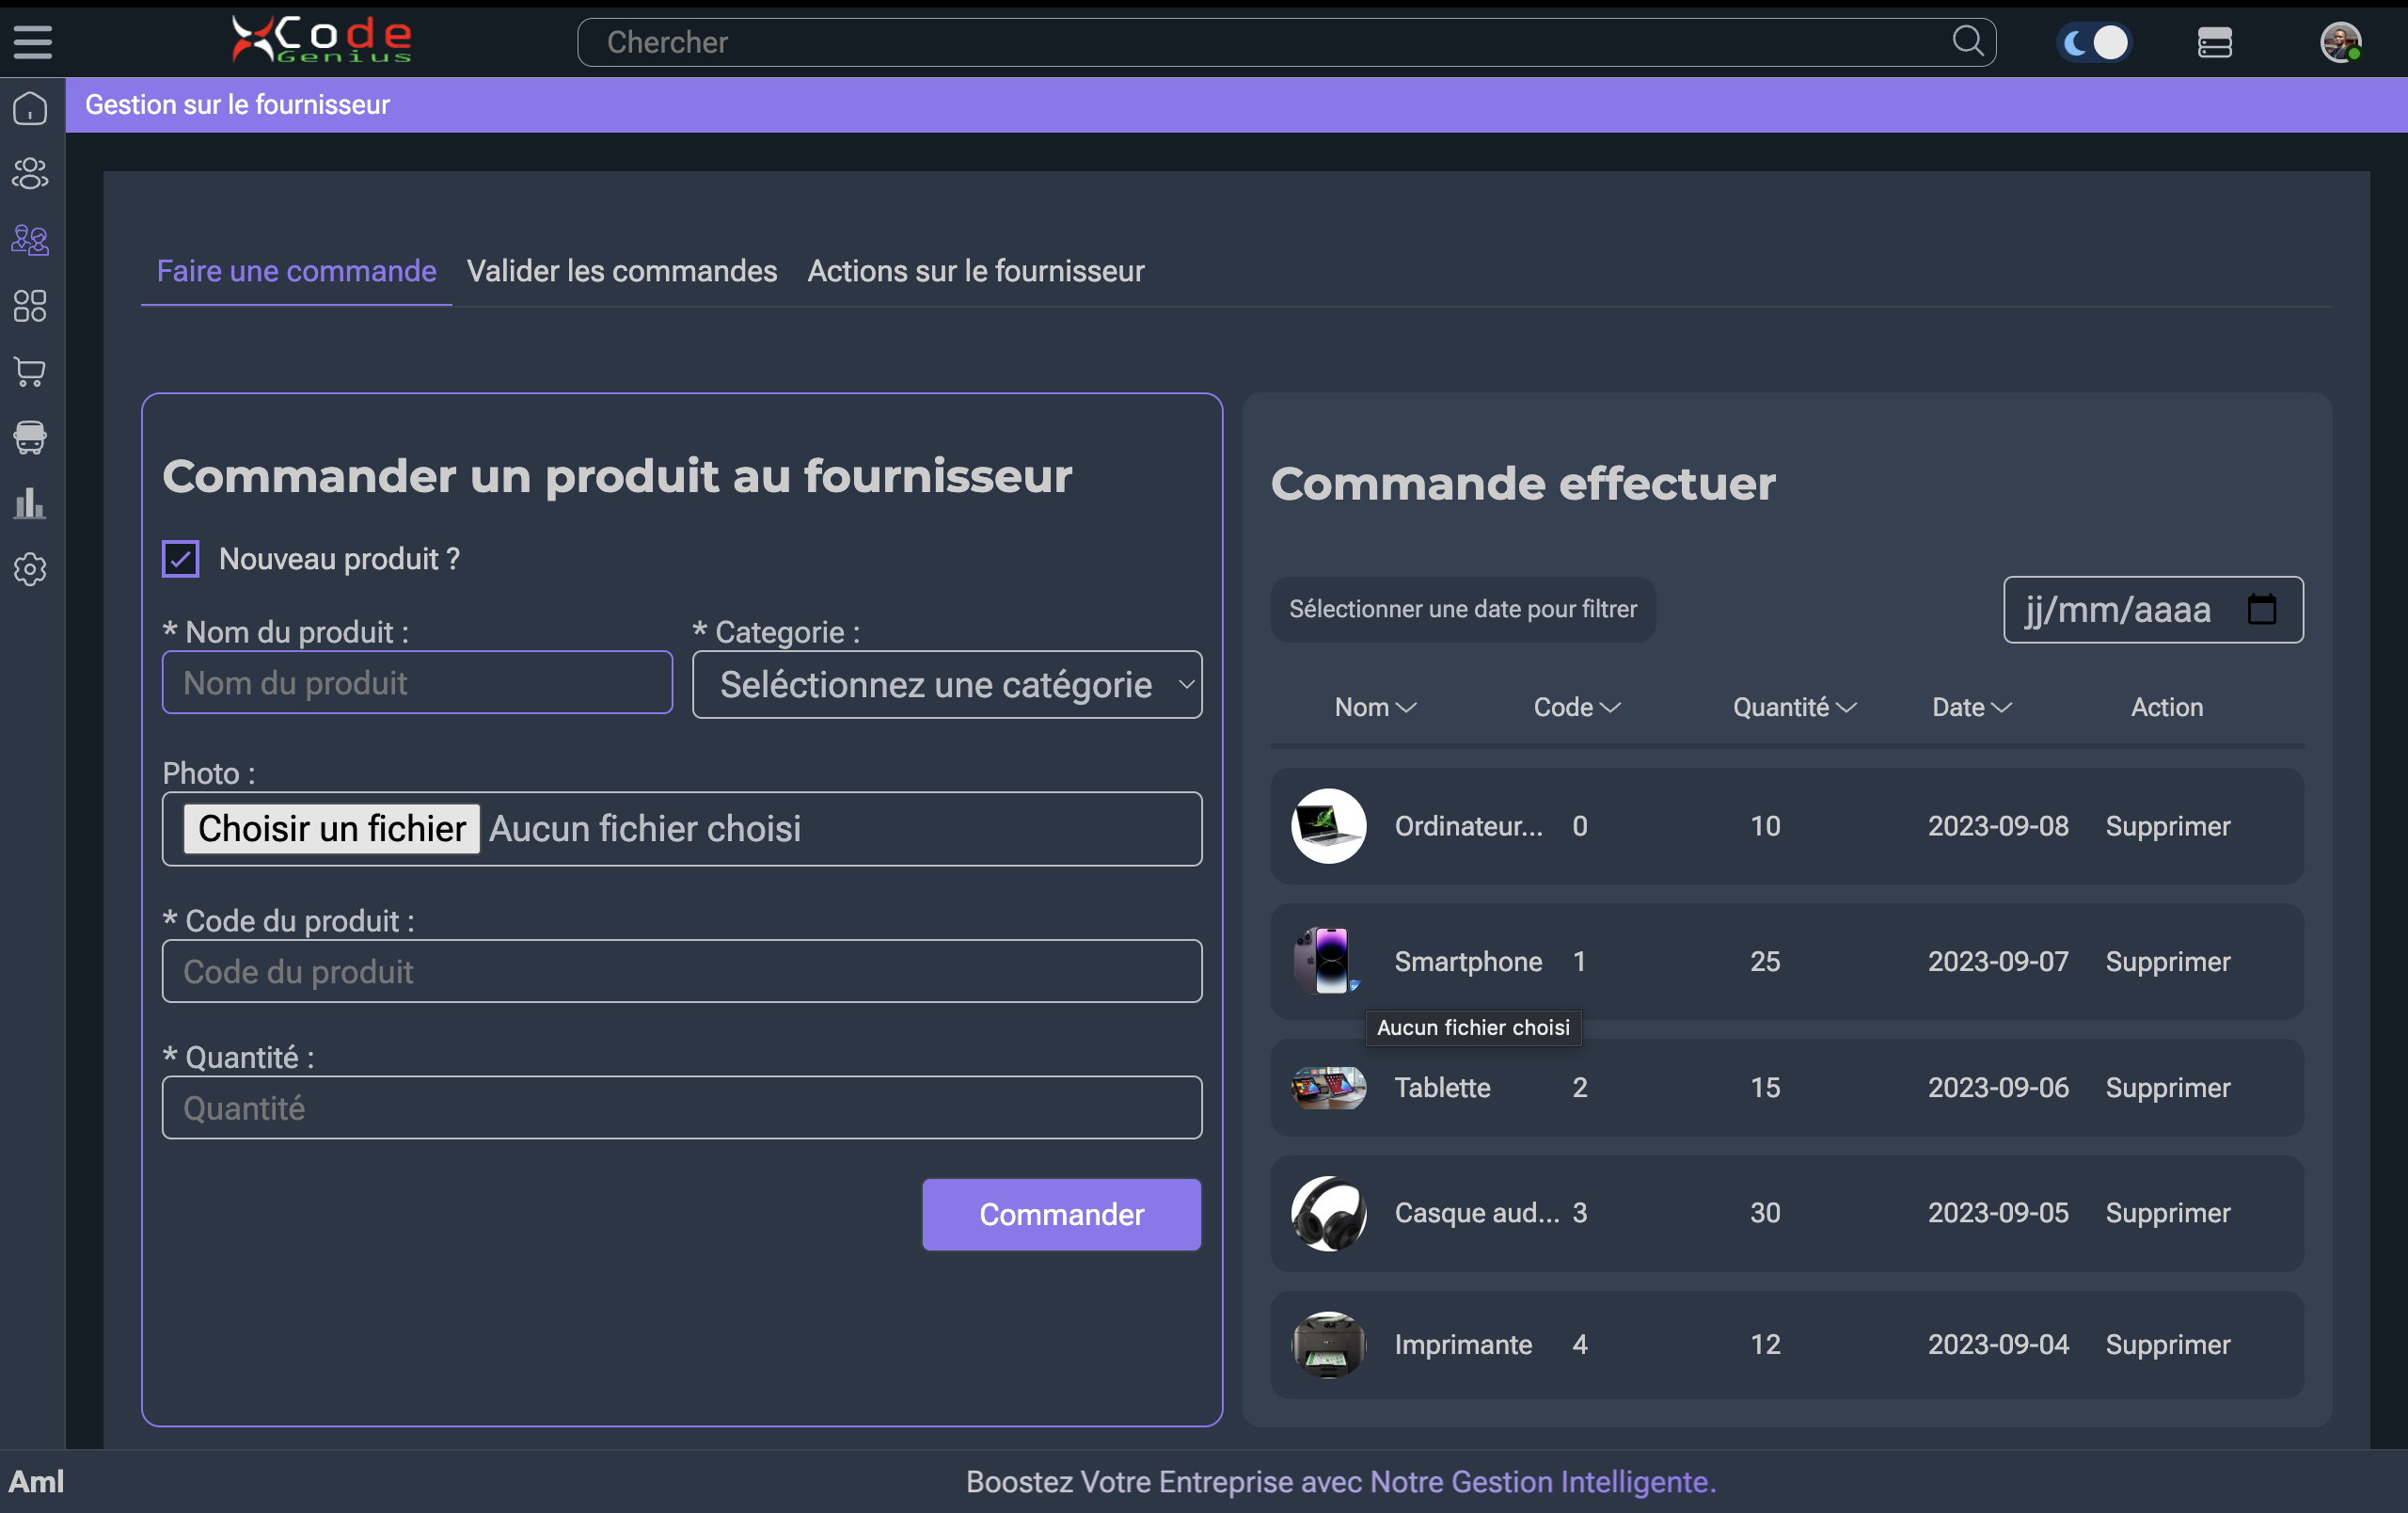 Code
Genius
Chercher
Gestion sur le fournisseur
Faire une commande Valider les commandes Actions sur le fournisseur
Commander un produit au fournisseur
Nouveau produit ?
* Nom du produit :
Nom du produit
* Categorie :
Seléctionnez une catégorie
Photo :
Choisir un fichier Aucun fichier choisi
* Code du produit :
Code du produit
* Quantité :
Quantité
Commander
Commande effectuer
Sélectionner une date pour filtrer
jj/mm/aaaa
Nom Code Quantité Date Action
Ordinateur... 0 10 2023-09-08 Supprimer
Smartphone 1 25 2023-09-07 Supprimer
Aucun fichier choisi
Tablette 2 15 2023-09-06 Supprimer
Casque aud... 3 30 2023-09-05 Supprimer
Imprimante 4 12 2023-09-04 Supprimer
Aml
Boostez Votre Entreprise avec Notre Gestion Intelligente.